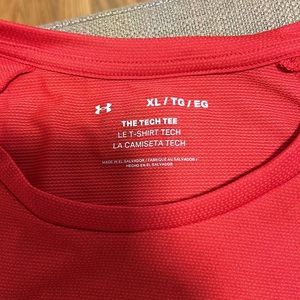 XL / TG / EG
THE TECH TEE
LE T-SHIRT TECH
LA CAMISETA TECH
MADE IN EL SALVADOR / FABRIQUÉ AU SALVADOR /
HECHO EN EL SALVADOR